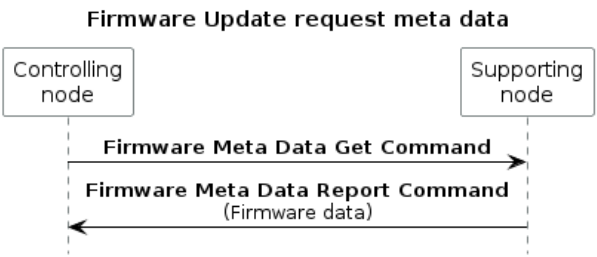 Firmware Update request meta data
Controlling
node
Supporting
node
Firmware Meta Data Get Command
Firmware Meta Data Report Command
(Firmware data)